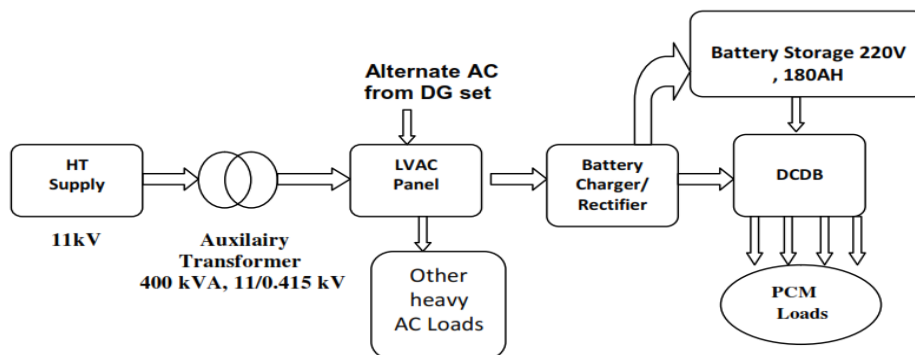 Battery Storage 220V
, 180AH
Alternate AC
from DG set
HT
Supply
LVAC
Panel
Battery
Charger/
Rectifier
DCDB
11kV
Auxilairy
Transformer
400 kVA, 11/0.415 kV
Other
heavy
AC Loads
PCM
Loads